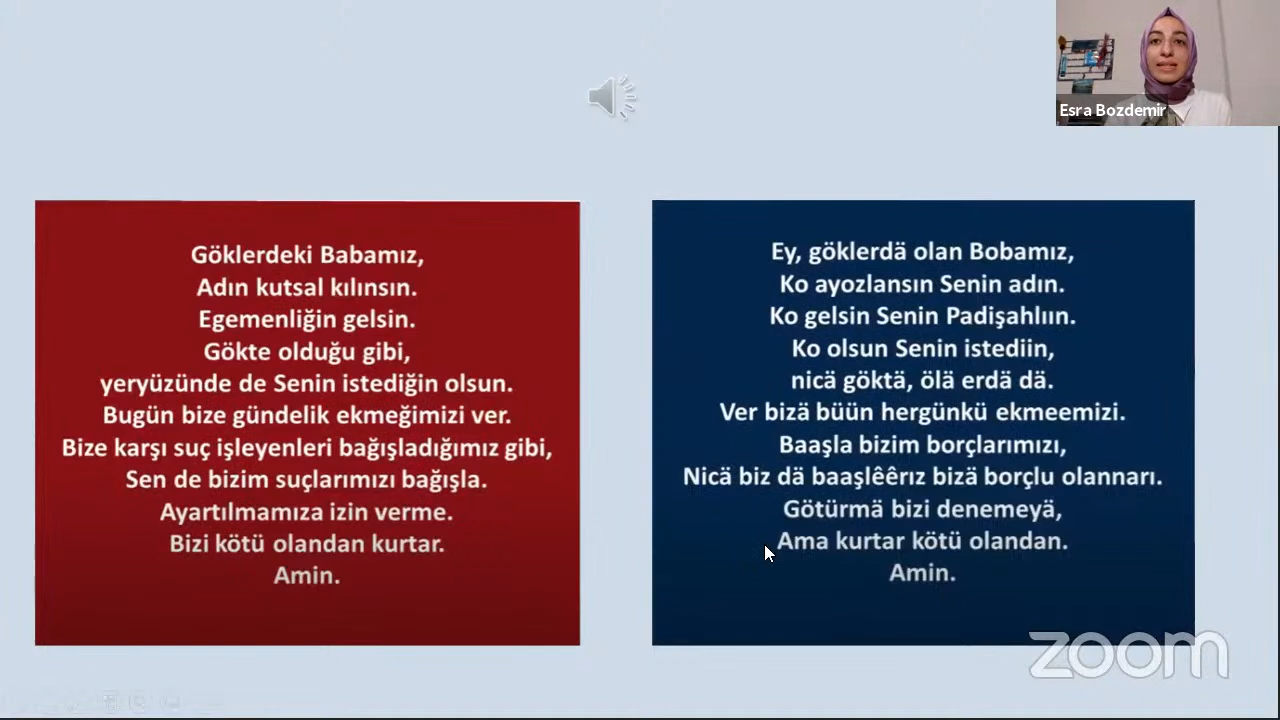 Esra Bozdemir
Göklerdeki Babamız,
Adın kutsal kılınsın.
Egemenliğin gelsin.
Gökte olduğu gibi,
yeryüzünde de Senin istediğin olsun.
Bugün bize gündelik ekmeğimizi ver.
Bize karşı suç işleyenleri bağışladığımız gibi,
Sen de bizim suçlarımızı bağışla.
Ayartılmamıza izin verme.
Bizi kötü olandan kurtar.
Amin.
Ey, göklerdä olan Bobamız,
Ko ayozlansın Senin adın.
Ko gelsin Senin Padişahlıın.
Ko olsun Senin istediin,
nicä göktä, ölä erdä dä.
Ver bizä büün hergünkü ekmeemizi.
Baaşla bizim borçlarımızı,
Nicä biz dä baaşlêêrız bizä borçlu olannarı.
Götürmä bizi denemeyä,
Ama kurtar kötü olandan.
Amin.
zoom